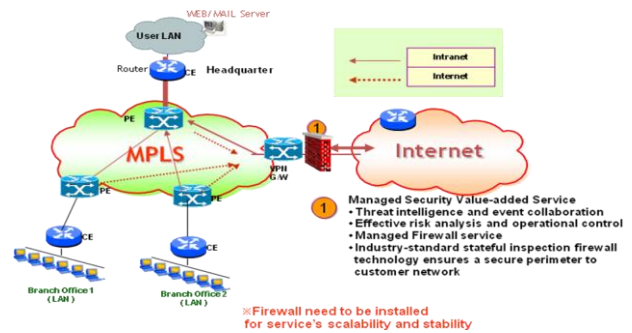 WEB/MAIL Server
User LAN
Router
CE
Headquarter
Intranet
Internet
PE
1
MPLS
VPN
G/W
Internet
PE
PE
1
Managed Security Value-added Service
• Threat intelligence and event collaboration
• Effective risk analysis and operational control
• Managed Firewall service
• Industry-standard stateful inspection firewall
technology ensures a secure perimeter to
customer network
CE
CE
Branch Office 1
(LAN)
Branch Office 2
(LAN)
※Firewall need to be installed
for service's scalability and stability